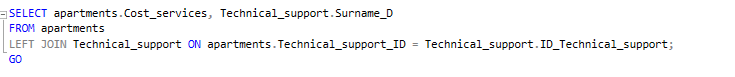 SELECT apartments.Cost_services, Technical_support.Surname_D
FROM apartments
LEFT JOIN Technical_support ON apartments.Technical_support_ID = Technical_support.ID_Technical_support;
GO